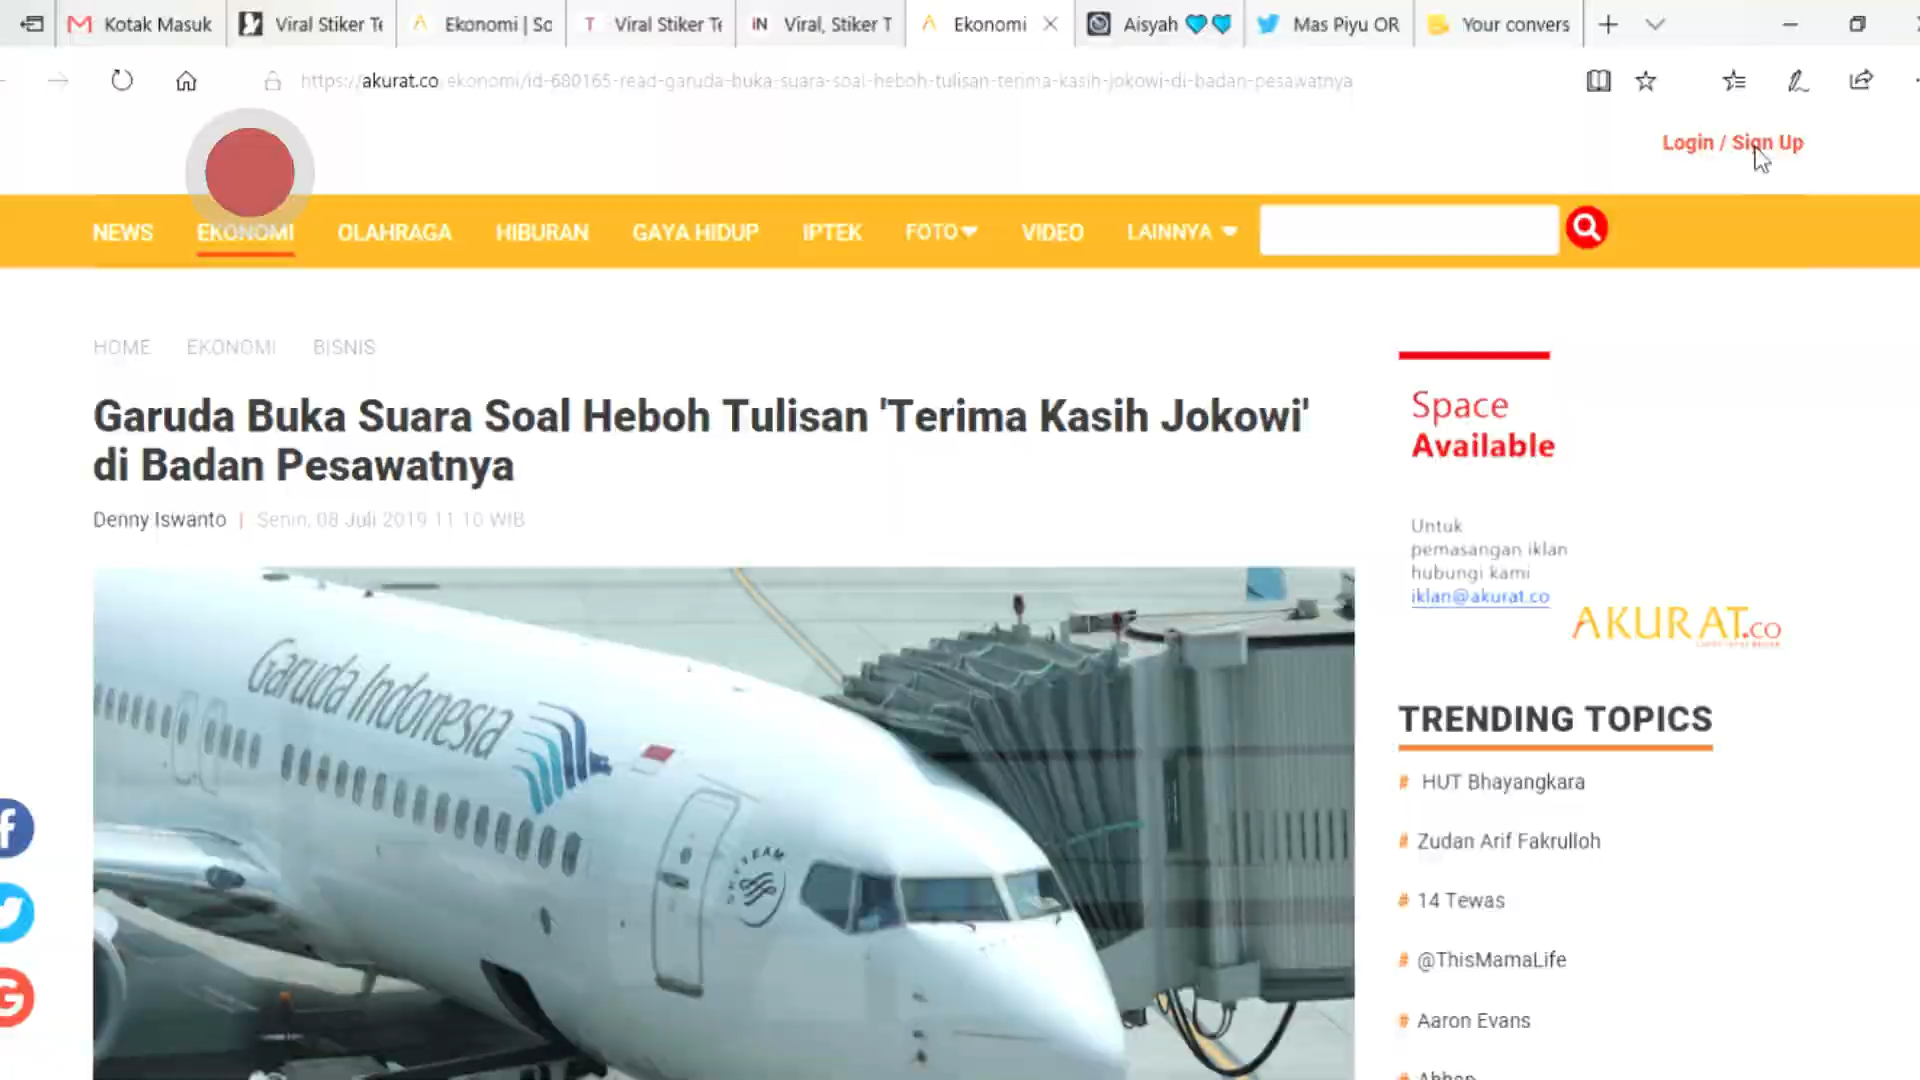 Kotak Masuk
Viral Stiker Te
Ekonomi | So
Viral Stiker Te
Viral, Stiker T
Ekonomi
Aisyah
Mas Piyu OR
Your convers
https://akurat.co/ekonomi/id-680165-read-garuda-buka-suara-soal-heboh-tulisan-terima-kasih-jokowi-di-badan-pesawatnya
Login / Sign Up
NEWS
EKONOMI
OLAHRAGA
HIBURAN
GAYA HIDUP
IPTEK
FOTO
VIDEO
LAINNYA
HOME
EKONOMI
BISNIS
Garuda Buka Suara Soal Heboh Tulisan 'Terima Kasih Jokowi'
di Badan Pesawatnya
Denny Iswanto | Senin, 08 Juli 2019 11:10 WIB
Garuda Indonesia
SKYTEAM
Space
Available
Untuk
pemasangan iklan
hubungi kami
iklan@akurat.co
AKURAT.CO
TRENDING TOPICS
# HUT Bhayangkara
# Zudan Arif Fakrulloh
# 14 Tewas
# @ThisMamaLife
# Aaron Evans